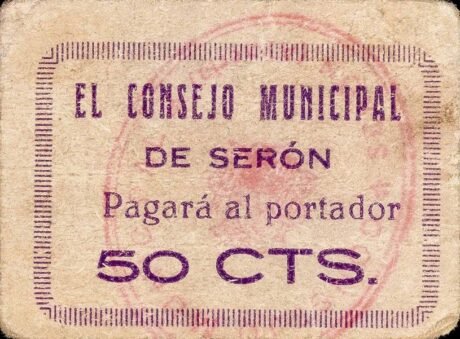 EL CONSEJO MUNICIPAL
DE SERÓN
Pagará al portador
50 CTS.